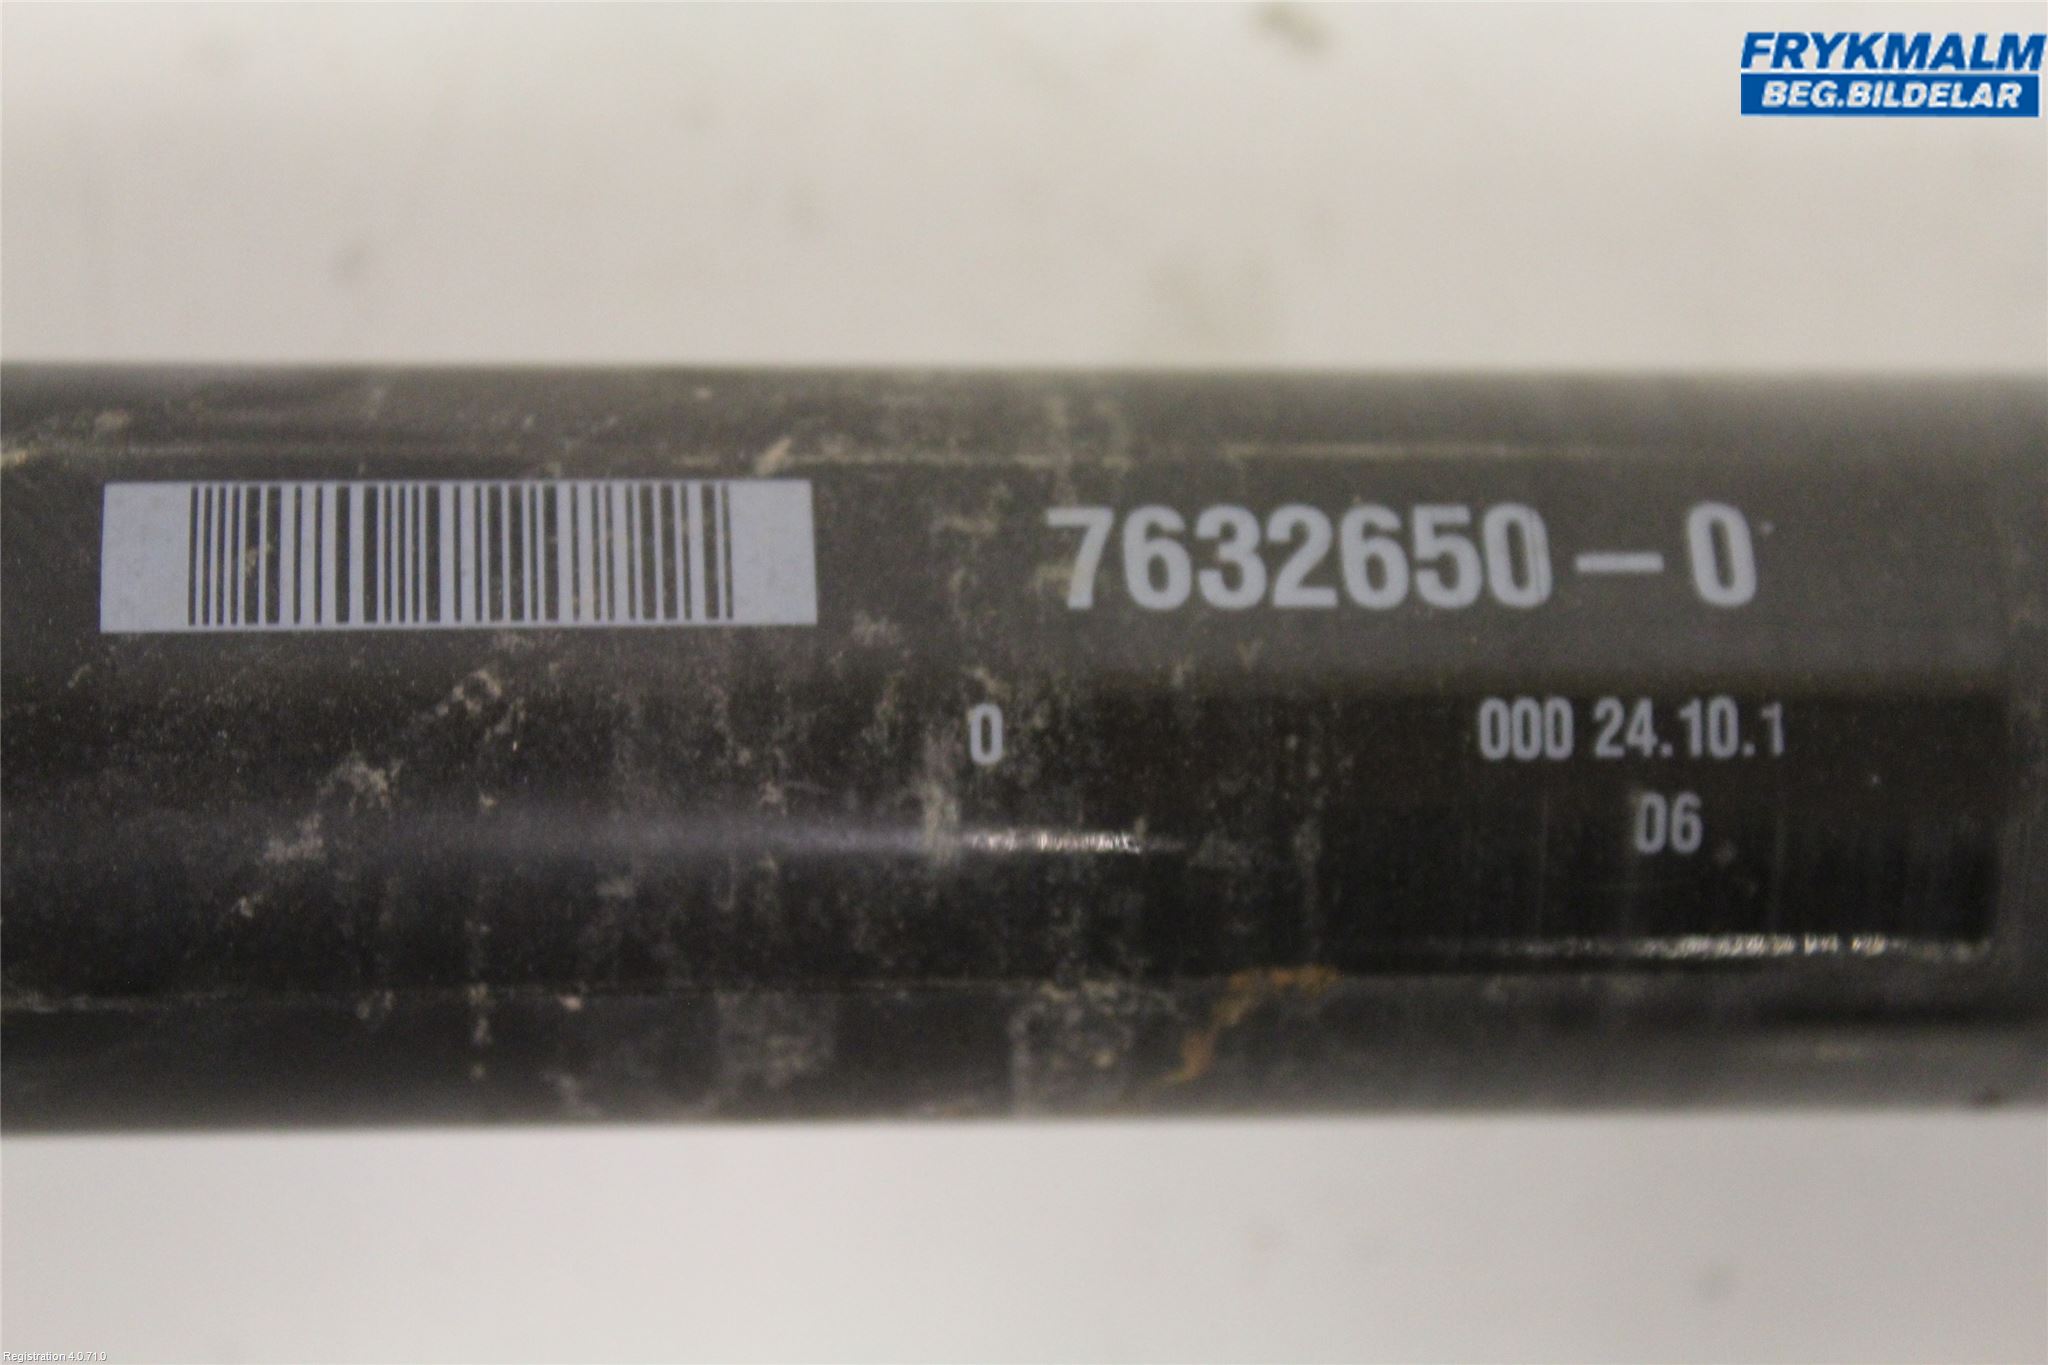 FRYKMALM
BEG.BILDELAR
7632650-0
0
000 24.10.1
06
Registration 4.0.71.0